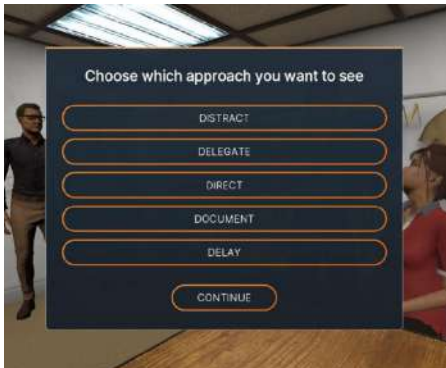 Choose which approach you want to see
DISTRACT
DELEGATE
DIRECT
DOCUMENT
DELAY
CONTINUE